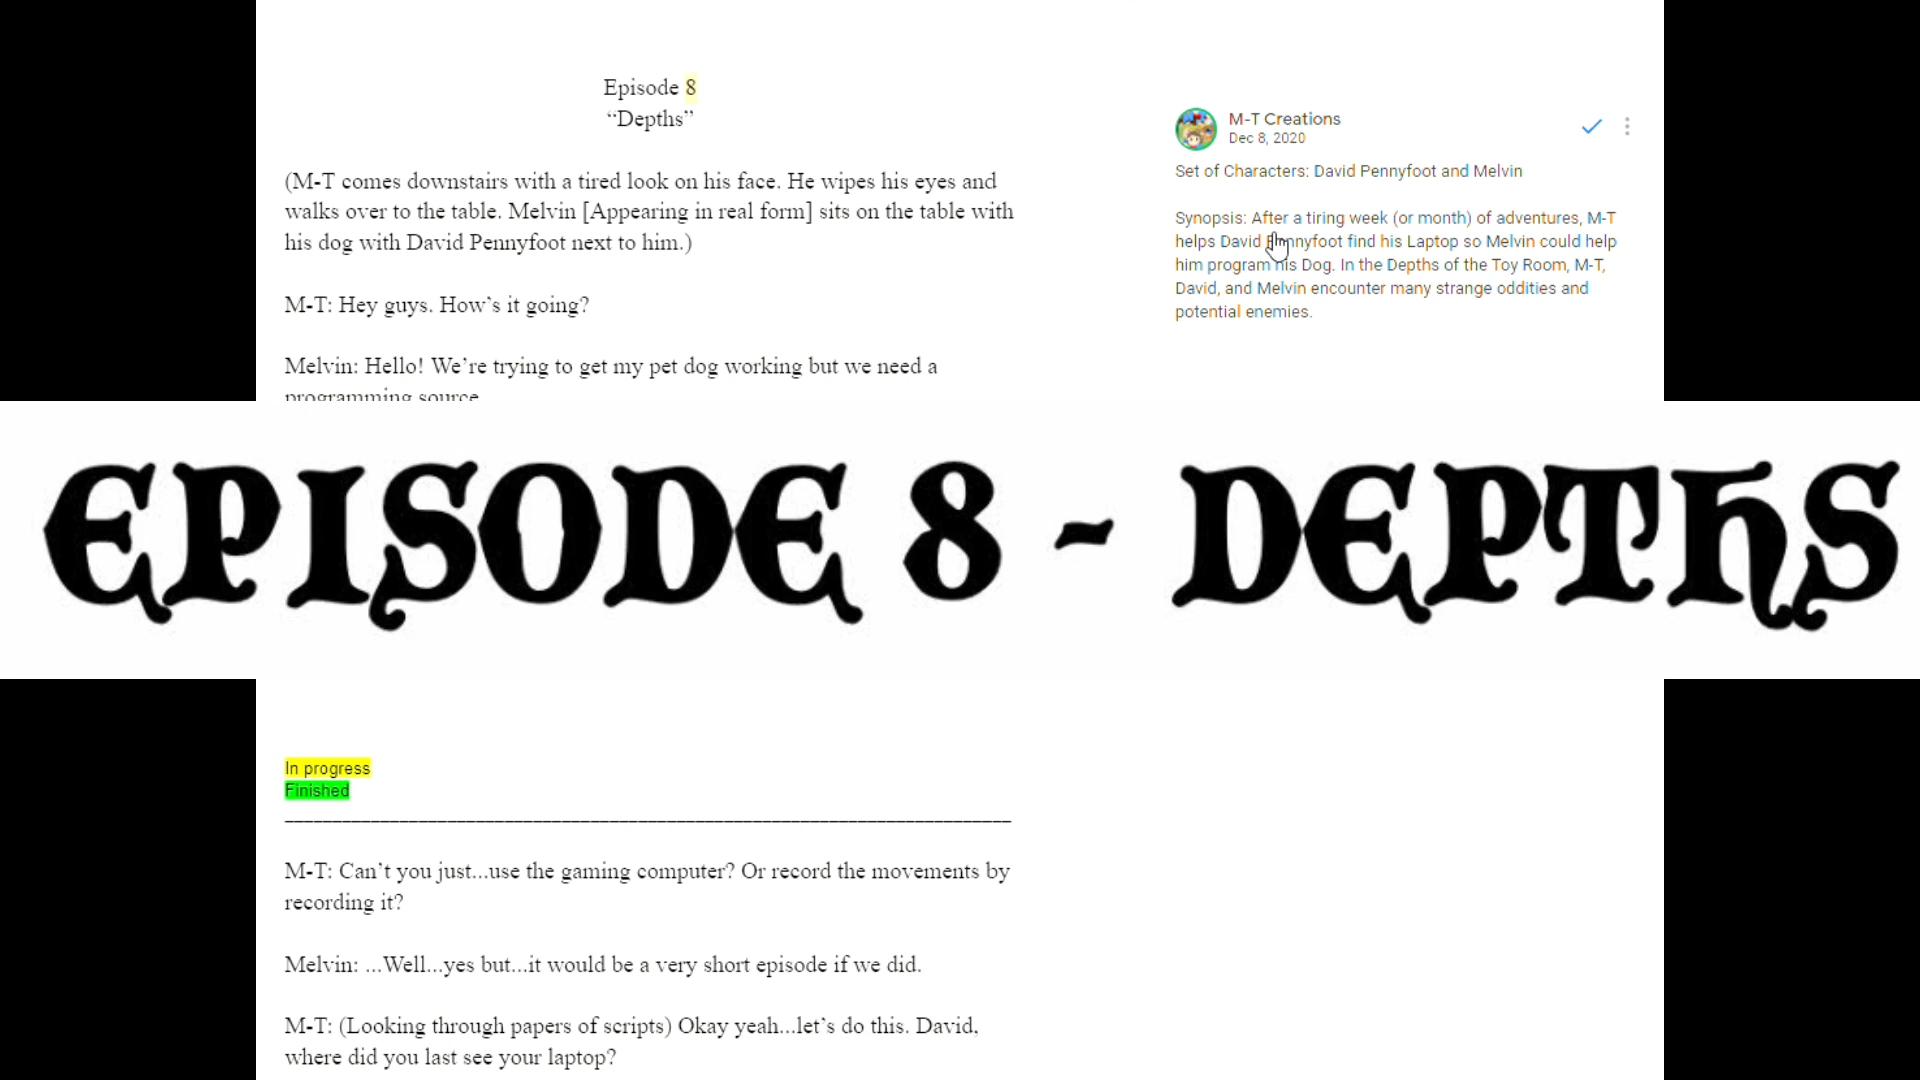 Episode 8
“Depths”
(M-T comes downstairs with a tired look on his face. He wipes his eyes and
walks over to the table. Melvin [Appearing in real form] sits on the table with
his dog with David Pennyfoot next to him.)
M-T: Hey guys. How’s it going?
Melvin: Hello! We’re trying to get my pet dog working but we need a
programming source.
M-T Creations
Dec 8, 2020
Set of Characters: David Pennyfoot and Melvin
Synopsis: After a tiring week (or month) of adventures, M-T
helps David Pennyfoot find his Laptop so Melvin could help
him program his Dog. In the Depths of the Toy Room, M-T,
David, and Melvin encounter many strange oddities and
potential enemies.
EPISODE 8 - DEPThS
In progress
Finished
M-T: Can’t you just...use the gaming computer? Or record the movements by
recording it?
Melvin: ...Well...yes but...it would be a very short episode if we did.
M-T: (Looking through papers of scripts) Okay yeah...let’s do this. David,
where did you last see your laptop?